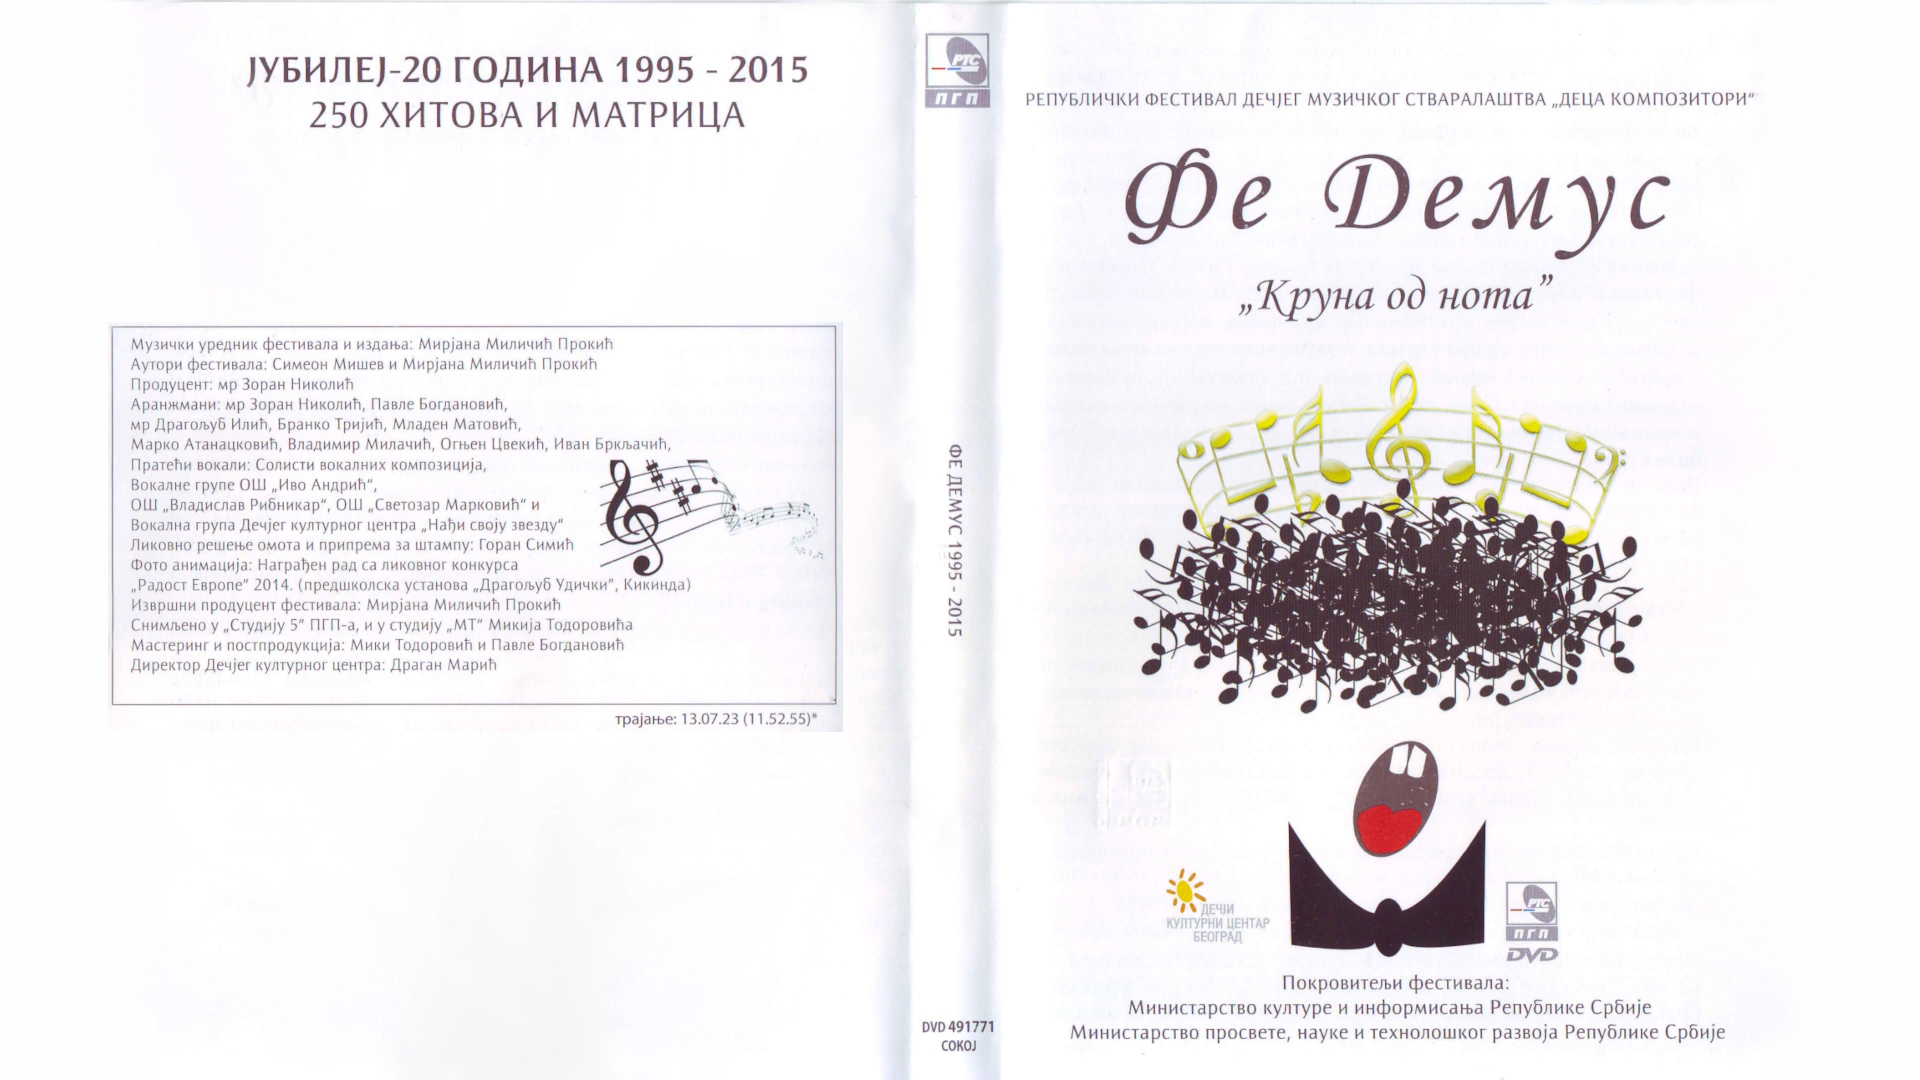 ЈУБИЛЕЈ-20 ГОДИНА 1995 - 2015
250 ХИТОВА И МАТРИЦА
Музички уредник фестивала и издања: Мирјана Миличић Прокић
Аутори фестивала: Симеон Мишев и Мирјана Миличић Прокић
Продуцент: мр Зоран Николић
Аранжмани: мр Зоран Николић, Павле Богдановић,
мр Драгољуб Илић, Бранко Тријић, Младен Матовић,
Марко Атанацковић, Владимир Милачић, Огњен Цвекић, Иван Бркљачић,
Пратећи вокали: Солисти вокалних композиција,
Вокалне групе ОШ „Иво Андрић“,
ОШ „Владислав Рибникар“, ОШ „Светозар Марковић“ и
Вокална група Дечјег културног центра „Нађи своју звезду“
Ликовно решење омота и припрема за штампу: Горан Симић
Фото анимација: Награђен рад са ликовног конкурса
„Радост Европе” 2014. (предшколска установа „Драгољуб Удички”, Кикинда)
Извршни продуцент фестивала: Мирјана Миличић Прокић
Снимљено у „Студију 5” ПГП-а, и у студију „МТ“ Микија Тодоровића
Мастеринг и постпродукција: Мики Тодоровић и Павле Богдановић
Директор Дечјег културног центра: Драган Марић
трајање: 13.07.23 (11.52.55)*
РТС
ПГП
ФЕ ДЕМУС 1995 - 2015
DVD 491771
СОКОЈ
РЕПУБЛИЧКИ ФЕСТИВАЛ ДЕЧЈЕГ МУЗИЧКОГ СТВАРАЛАШТВА „ДЕЦА КОМПОЗИТОРИ“
Фе Демус
„Круна од нота”
ДЕЧЈИ
КУЛТУРНИ ЦЕНТАР
БЕОГРАД
РТС
ПГП
DVD
Покровитељи фестивала:
Министарство културе и информисања Републике Србије
Министарство просвете, науке и технолошког развоја Републике Србије